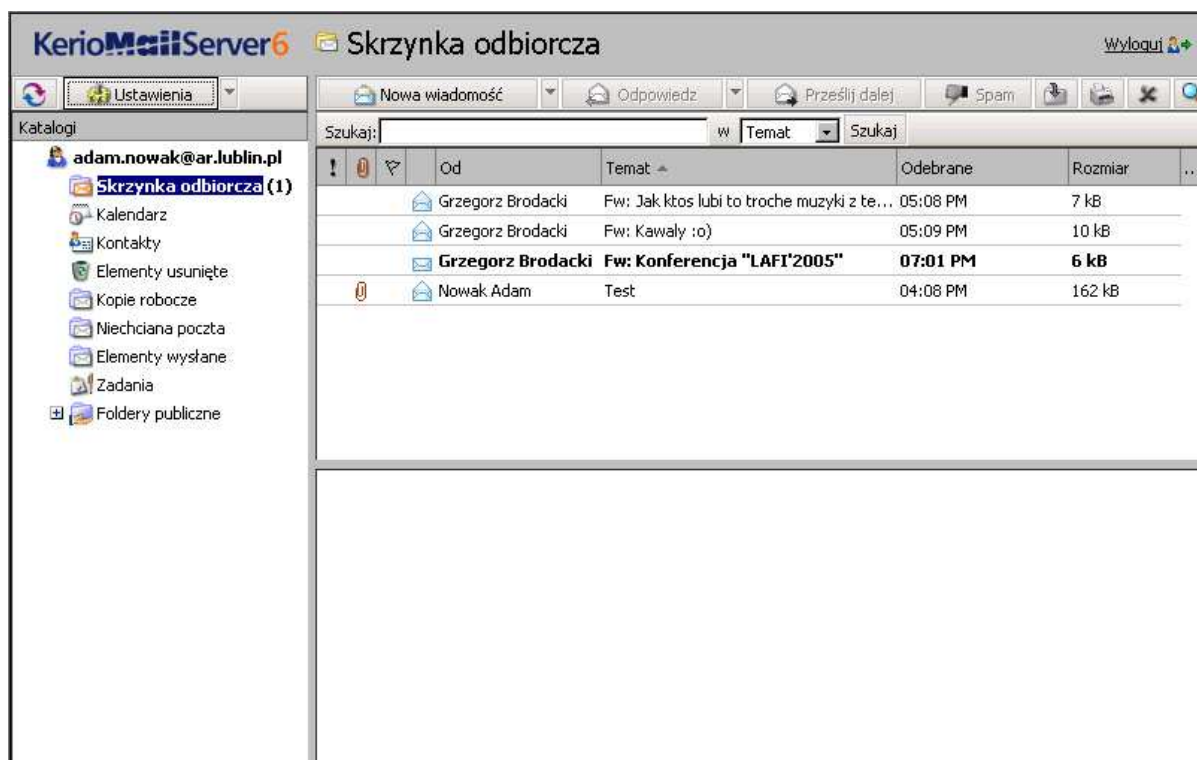 KerioMailServer6 Skrzynka odbiorcza Wyloguj
Ustawienia Nowa wiadomość Odpowiedz Prześlij dalej Spam
Katalogi Szukaj: w Temat Szukaj
! Od Temat Odebrane Rozmiar ..
adam.nowak@ar.lublin.pl
Skrzynka odbiorcza (1)
Kalendarz
Kontakty
Elementy usunięte
Kopie robocze
Niechciana poczta
Elementy wysłane
Zadania
Foldery publiczne
Grzegorz Brodacki Fw: Jak ktos lubi to troche muzyki z te... 05:08 PM 7 kB
Grzegorz Brodacki Fw: Kawaly :o) 05:09 PM 10 kB
Grzegorz Brodacki Fw: Konferencja "LAFI'2005" 07:01 PM 6 kB
Nowak Adam Test 04:08 PM 162 kB